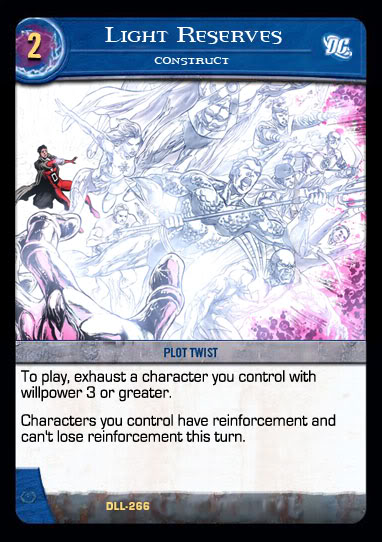 2
Light Reserves
DC
CONSTRUCT
PLOT TWIST
To play, exhaust a character you control with
willpower 3 or greater.
Characters you control have reinforcement and
can't lose reinforcement this turn.
DLL-266